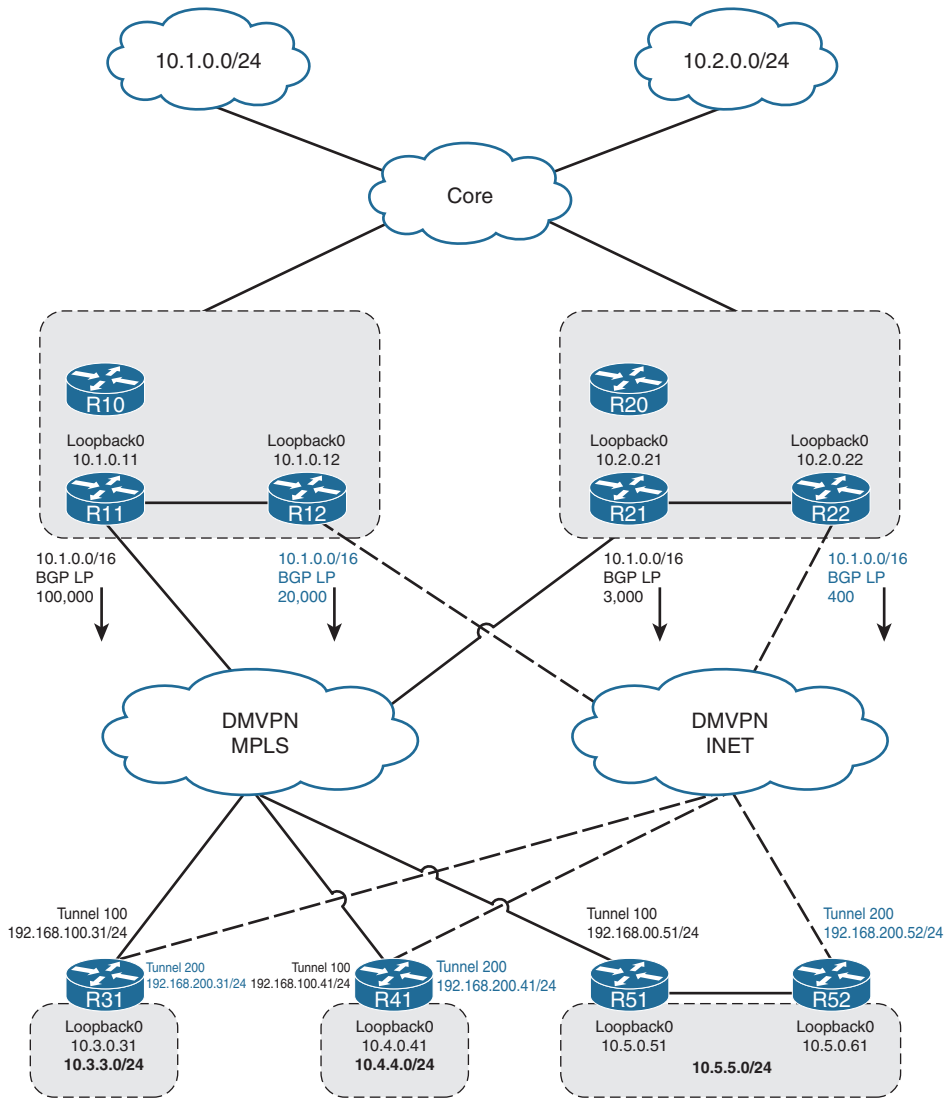 10.1.0.0/24
10.2.0.0/24
Core
R10
R20
Loopback0
10.1.0.11
Loopback0
10.1.0.12
Loopback0
10.2.0.21
Loopback0
10.2.0.22
R11
R12
R21
R22
10.1.0.0/16
BGP LP
100,000
10.1.0.0/16
BGP LP
20,000
10.1.0.0/16
BGP LP
3,000
10.1.0.0/16
BGP LP
400
DMVPN
MPLS
DMVPN
INET
Tunnel 100
192.168.100.31/24
Tunnel 200
192.168.200.31/24
Tunnel 100
192.168.100.41/24
Tunnel 200
192.168.200.41/24
Tunnel 100
192.168.00.51/24
Tunnel 200
192.168.200.52/24
R31
R41
R51
R52
Loopback0
10.3.0.31
10.3.3.0/24
Loopback0
10.4.0.41
10.4.4.0/24
Loopback0
10.5.0.51
Loopback0
10.5.0.61
10.5.5.0/24